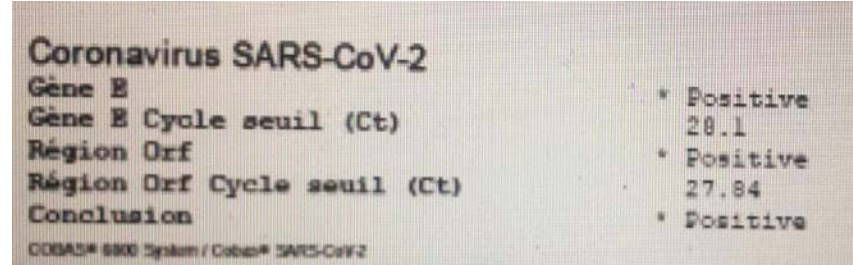 Coronavirus SARS-CoV-2
Gène E * Positive
Gène E Cycle seuil (Ct) 28.1
Région Orf * Positive
Région Orf Cycle seuil (Ct) 27.84
Conclusion * Positive
COBAS® 6800 System / Cobas® SARS-CoV-2